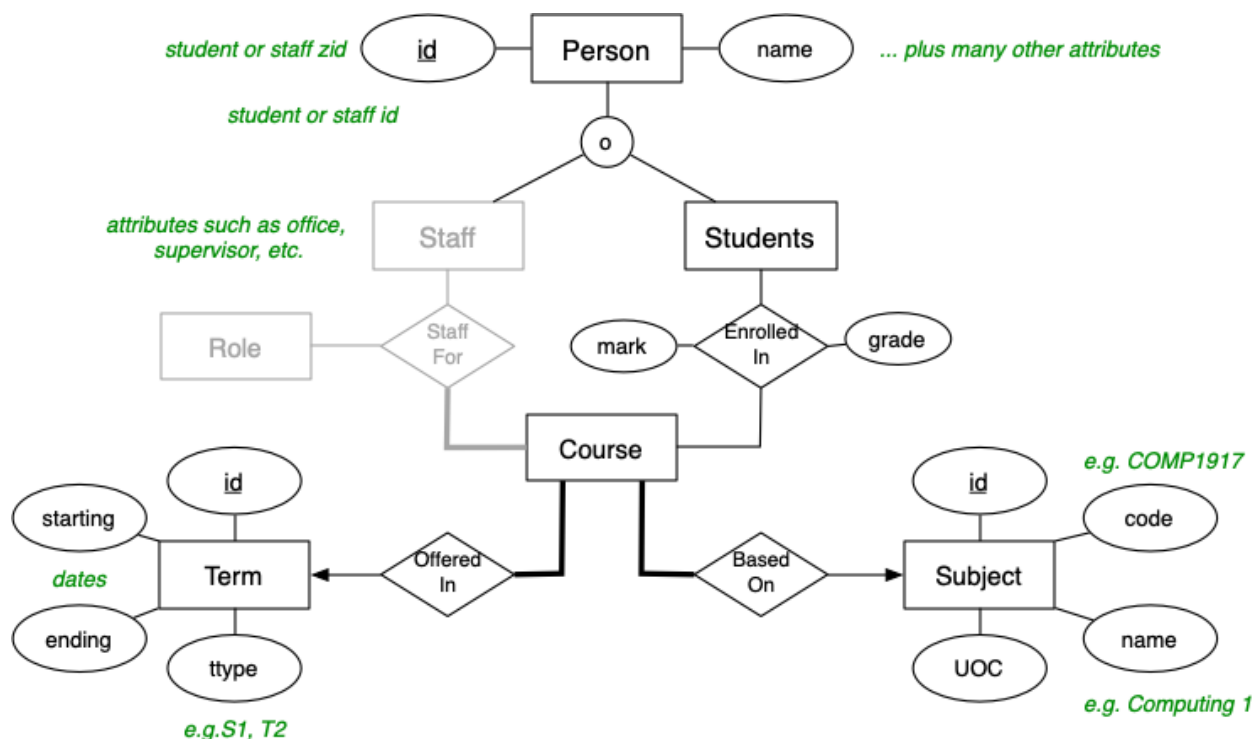 student or staff zid
id
Person
name
... plus many other attributes
student or staff id
o
attributes such as office,
supervisor, etc.
Staff
Students
Role
Staff
For
mark
Enrolled
In
grade
Course
e.g. COMP1917
id
id
starting
code
dates
Term
Offered
In
Based
On
Subject
ending
ttype
UOC
name
e.g.S1, T2
e.g. Computing 1